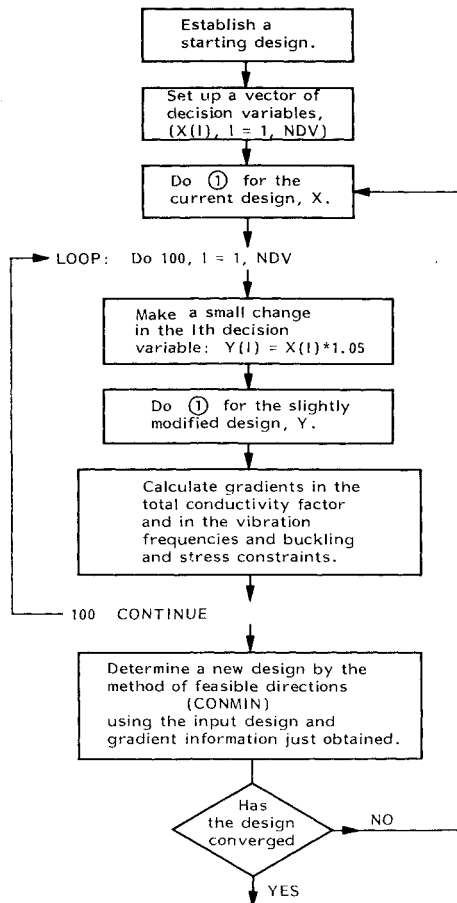 Establish a
starting design.
Set up a vector of
decision variables,
(X(I), I = 1, NDV)
Do ① for the
current design, X.
LOOP: Do 100, I = 1, NDV
Make a small change
in the Ith decision
variable: Y(I) = X(I)*1.05
Do ① for the slightly
modified design, Y.
Calculate gradients in the
total conductivity factor
and in the vibration
frequencies and buckling
and stress constraints.
100 CONTINUE
Determine a new design by the
method of feasible directions
(CONMIN)
using the input design and
gradient information just obtained.
Has
the design
converged
NO
YES